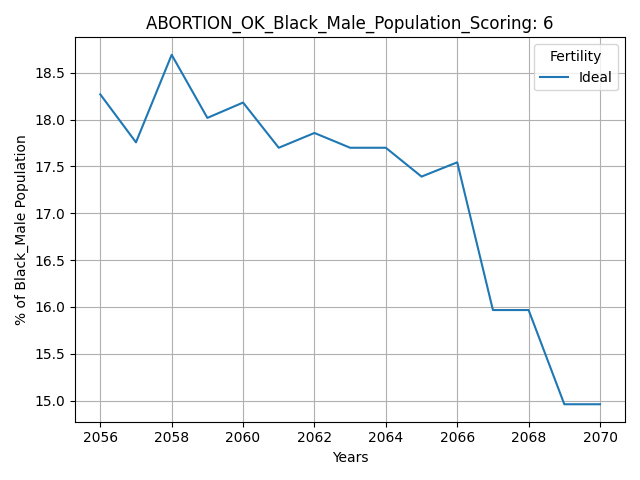 ABORTION_OK_Black_Male_Population_Scoring: 6
Fertility
Ideal
% of Black_Male Population
18.5
18.0
17.5
17.0
16.5
16.0
15.5
15.0
2056 2058 2060 2062 2064 2066 2068 2070
Years